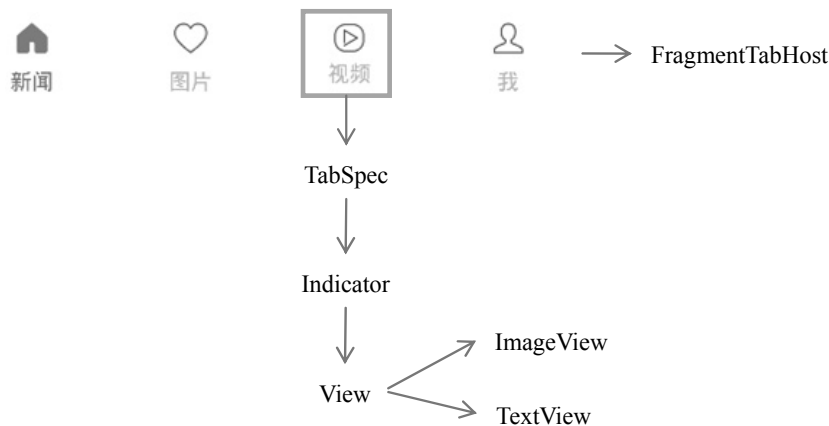 新闻 图片 视频 我 FragmentTabHost
TabSpec
Indicator
ImageView
View
TextView